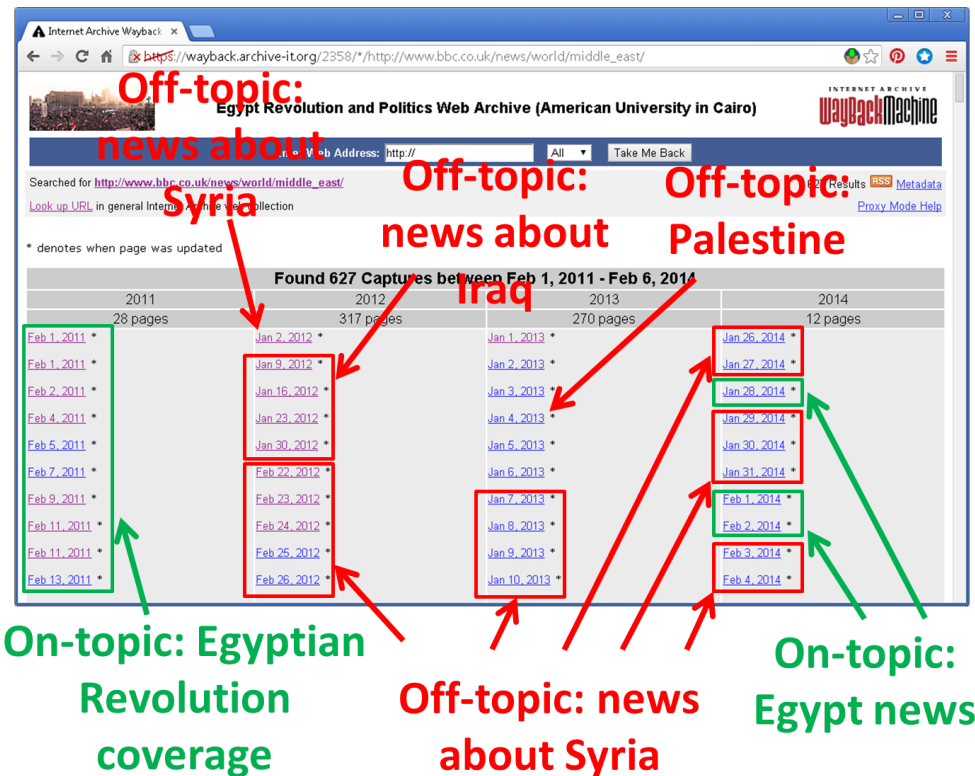 Internet Archive Wayback
https://wayback.archive-it.org/2358/*/http://www.bbc.co.uk/news/world/middle_east/
Off-topic:
news about
Syria
Egypt Revolution and Politics Web Archive (American University in Cairo)
INTERNET ARCHIVE
WayBackMachine
Web Address: http:// All Take Me Back
Searched for http://www.bbc.co.uk/news/world/middle_east/
Results RSS Metadata
Look up URL in general Internet Archive web collection
Proxy Mode Help
Off-topic:
news about
Iraq
Off-topic:
Palestine
* denotes when page was updated
Found 627 Captures between Feb 1, 2011 - Feb 6, 2014
2011 2012 2013 2014
28 pages 317 pages 270 pages 12 pages
Feb 1, 2011 * Jan 2, 2012 * Jan 1, 2013 * Jan 26, 2014 *
Feb 1, 2011 * Jan 9, 2012 * Jan 2, 2013 * Jan 27, 2014 *
Feb 2, 2011 * Jan 16, 2012 * Jan 3, 2013 * Jan 28, 2014 *
Feb 4, 2011 * Jan 23, 2012 * Jan 4, 2013 * Jan 29, 2014 *
Feb 5, 2011 * Jan 30, 2012 * Jan 5, 2013 * Jan 30, 2014 *
Feb 7, 2011 * Feb 22, 2012 * Jan 6, 2013 * Jan 31, 2014 *
Feb 9, 2011 * Feb 23, 2012 * Jan 7, 2013 * Feb 1, 2014 *
Feb 11, 2011 * Feb 24, 2012 * Jan 8, 2013 * Feb 2, 2014 *
Feb 11, 2011 * Feb 25, 2012 * Jan 9, 2013 * Feb 3, 2014 *
Feb 13, 2011 * Feb 26, 2012 * Jan 10, 2013 * Feb 4, 2014 *
On-topic: Egyptian
Revolution
coverage
Off-topic: news
about Syria
On-topic:
Egypt news